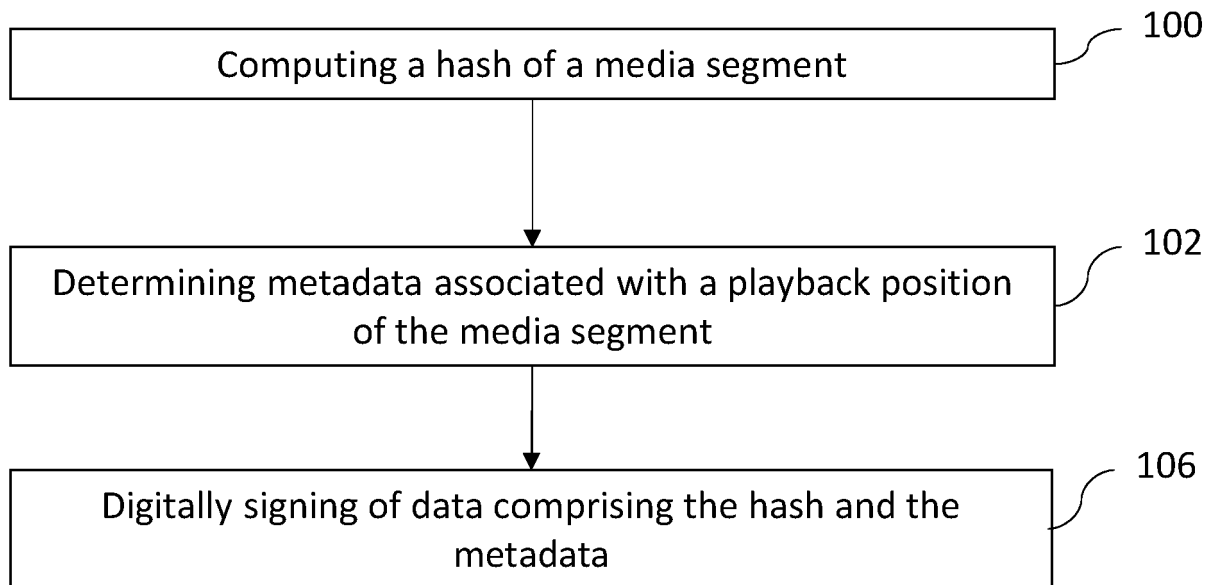 100
Computing a hash of a media segment
102
Determining metadata associated with a playback position
of the media segment
106
Digitally signing of data comprising the hash and the
metadata